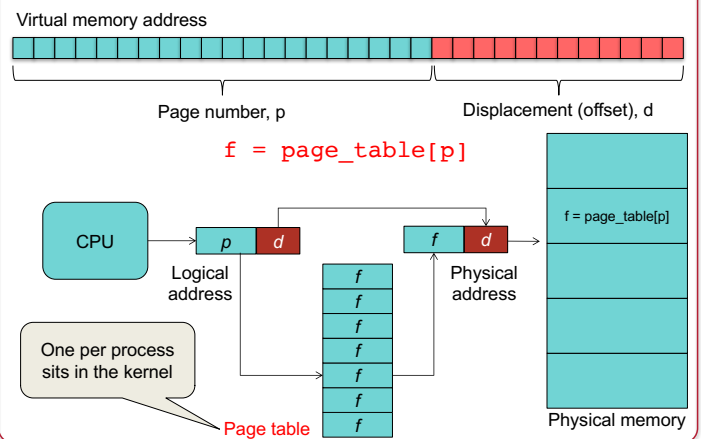 Virtual memory address
Page number, p
Displacement (offset), d
f = page_table[p]
CPU
p
d
Logical
address
f
d
Physical
address
f = page_table[p]
f
f
f
f
f
f
f
One per process
sits in the kernel
Page table
Physical memory